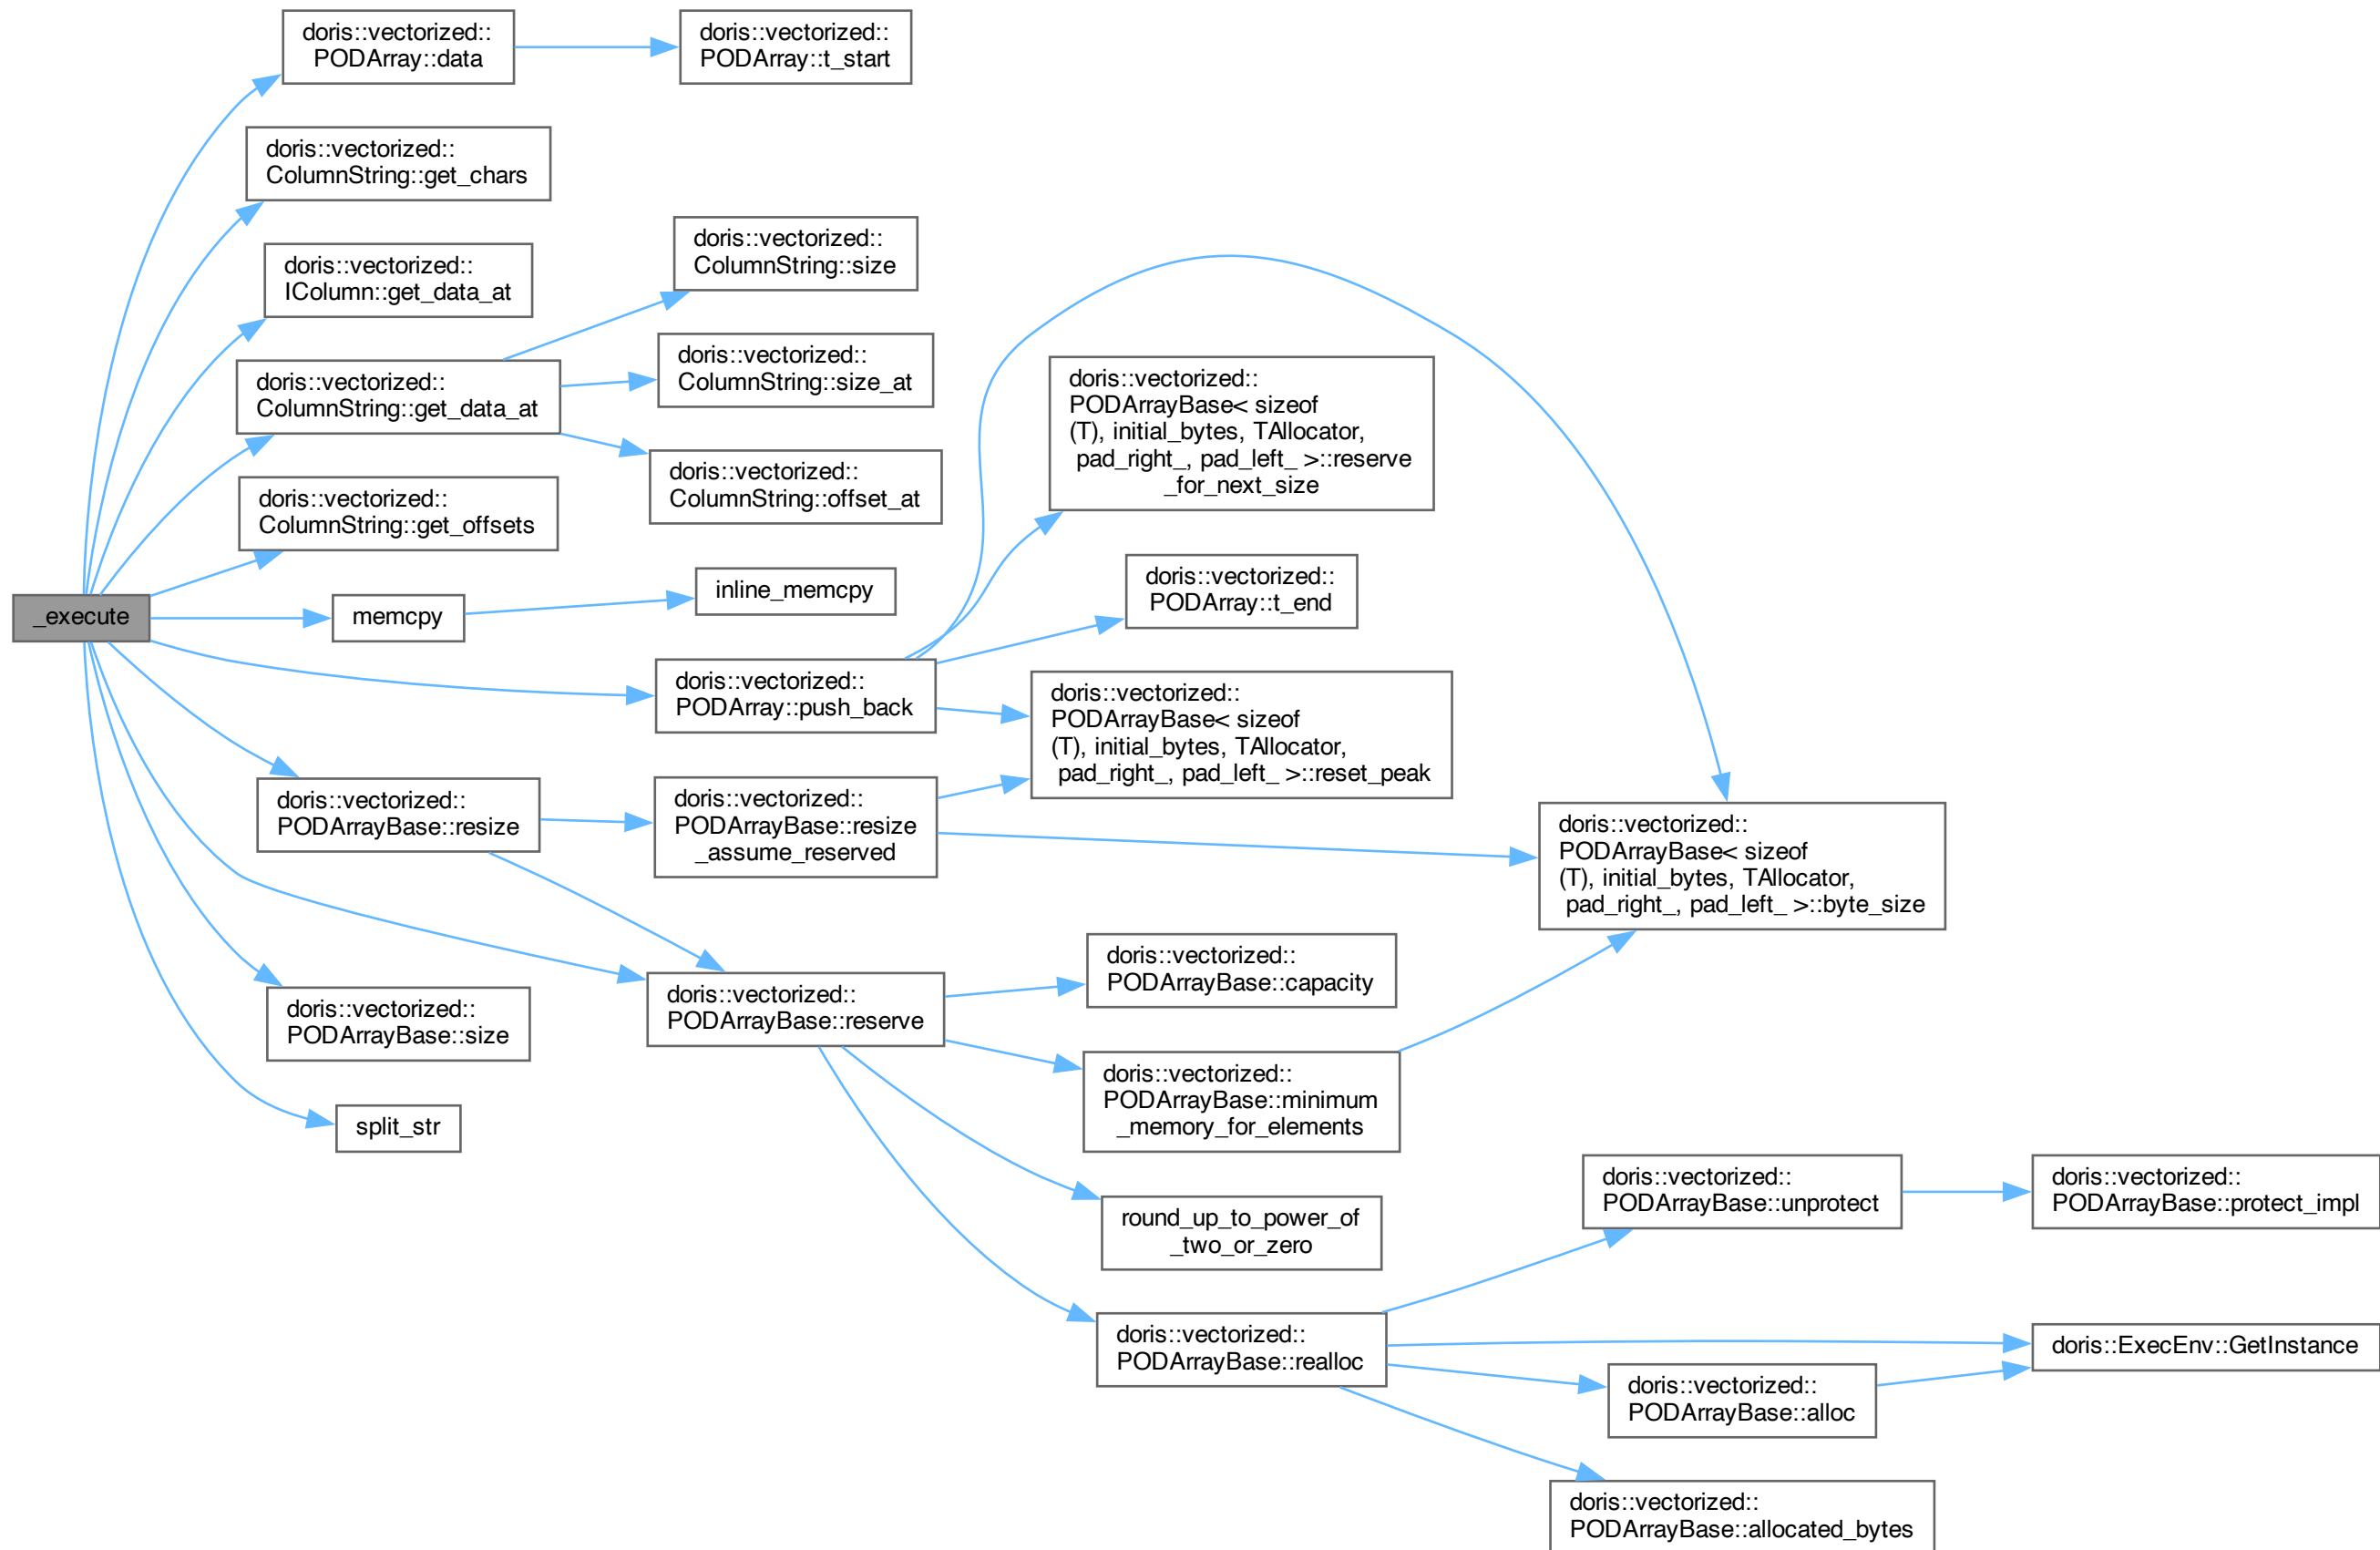 doris::vectorized::
PODArray::data
doris::vectorized::
PODArray::t_start
doris::vectorized::
ColumnString::get_chars
doris::vectorized::
IColumn::get_data_at
doris::vectorized::
ColumnString::size
doris::vectorized::
ColumnString::get_data_at
doris::vectorized::
ColumnString::size_at
doris::vectorized::
ColumnString::offset_at
doris::vectorized::
ColumnString::get_offsets
doris::vectorized::
PODArrayBase< sizeof
(T), initial_bytes, TAllocator,
pad_right_, pad_left_ >::reserve
_for_next_size
_execute
memcpy
inline_memcpy
doris::vectorized::
PODArray::t_end
doris::vectorized::
PODArray::push_back
doris::vectorized::
PODArrayBase< sizeof
(T), initial_bytes, TAllocator,
pad_right_, pad_left_ >::reset_peak
doris::vectorized::
PODArrayBase::resize
doris::vectorized::
PODArrayBase::resize
_assume_reserved
doris::vectorized::
PODArrayBase< sizeof
(T), initial_bytes, TAllocator,
pad_right_, pad_left_ >::byte_size
doris::vectorized::
PODArrayBase::size
doris::vectorized::
PODArrayBase::reserve
doris::vectorized::
PODArrayBase::capacity
doris::vectorized::
PODArrayBase::minimum
_memory_for_elements
split_str
round_up_to_power_of
_two_or_zero
doris::vectorized::
PODArrayBase::unprotect
doris::vectorized::
PODArrayBase::protect_impl
doris::vectorized::
PODArrayBase::realloc
doris::ExecEnv::GetInstance
doris::vectorized::
PODArrayBase::alloc
doris::vectorized::
PODArrayBase::allocated_bytes